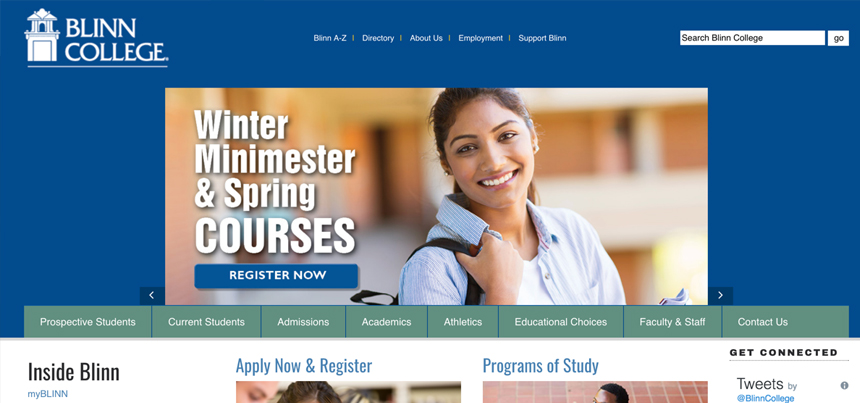 BLINN
COLLEGE
Blinn A-Z | Directory | About Us | Employment | Support Blinn
Search Blinn College go
Winter
Minimester
& Spring
COURSES
REGISTER NOW
Prospective Students Current Students Admissions Academics Athletics Educational Choices Faculty & Staff Contact Us
Inside Blinn
myBLINN
Apply Now & Register
Programs of Study
GET CONNECTED
Tweets by
@BlinnCollege